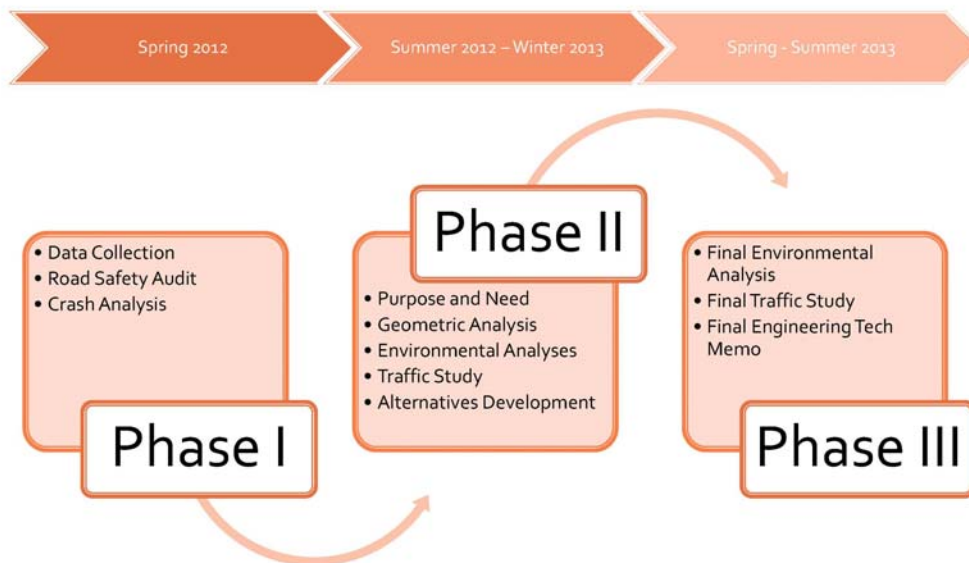 Spring 2012
Summer 2012 – Winter 2013
Spring - Summer 2013
• Data Collection
• Road Safety Audit
• Crash Analysis
Phase I
Phase II
• Purpose and Need
• Geometric Analysis
• Environmental Analyses
• Traffic Study
• Alternatives Development
• Final Environmental
Analysis
• Final Traffic Study
• Final Engineering Tech
Memo
Phase III